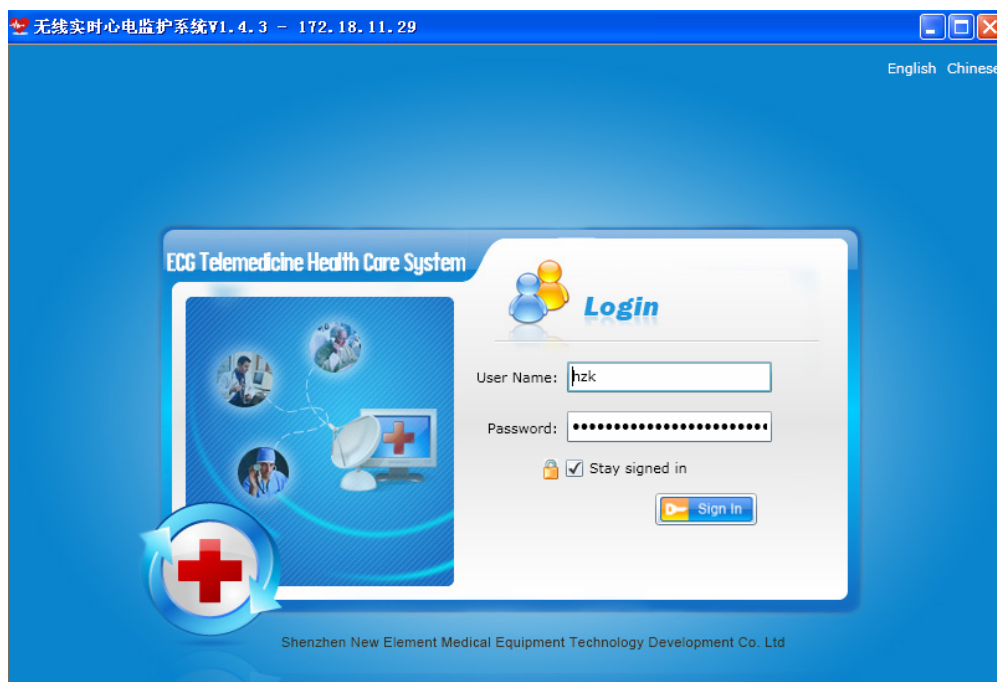 无线实时心电监护系统V1.4.3 - 172.18.11.29
English Chinese
ECG Telemedicine Health Care System
Login
User Name: hzk
Password: ••••••••••••••••••••••••
Stay signed in
Sign In
Shenzhen New Element Medical Equipment Technology Development Co. Ltd